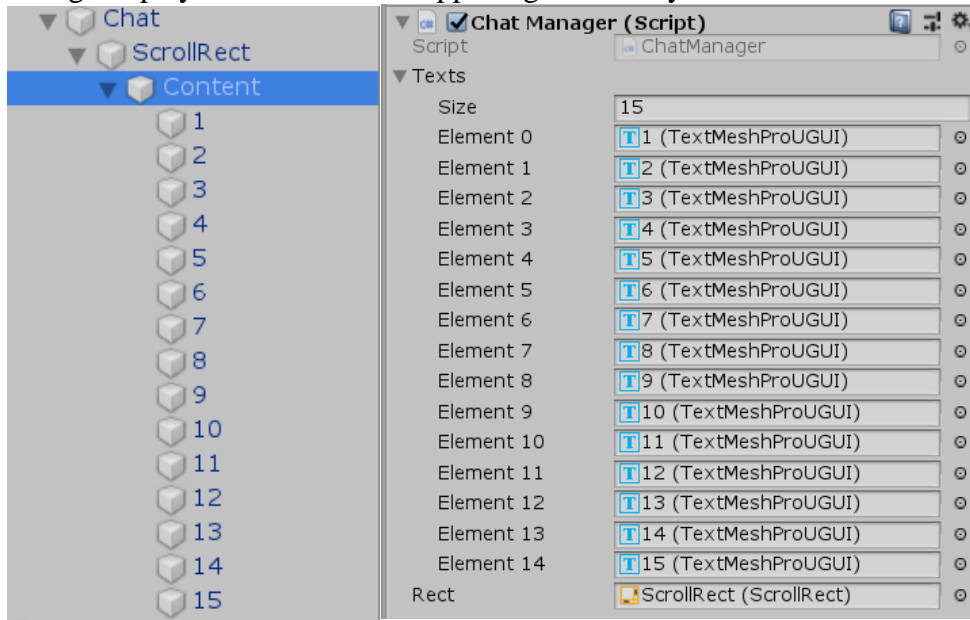 Chat
ScrollRect
Content
1
2
3
4
5
6
7
8
9
10
11
12
13
14
15
Chat Manager (Script)
Script ChatManager
Texts
Size 15
Element 0 1 (TextMeshProUGUI)
Element 1 2 (TextMeshProUGUI)
Element 2 3 (TextMeshProUGUI)
Element 3 4 (TextMeshProUGUI)
Element 4 5 (TextMeshProUGUI)
Element 5 6 (TextMeshProUGUI)
Element 6 7 (TextMeshProUGUI)
Element 7 8 (TextMeshProUGUI)
Element 8 9 (TextMeshProUGUI)
Element 9 10 (TextMeshProUGUI)
Element 10 11 (TextMeshProUGUI)
Element 11 12 (TextMeshProUGUI)
Element 12 13 (TextMeshProUGUI)
Element 13 14 (TextMeshProUGUI)
Element 14 15 (TextMeshProUGUI)
Rect ScrollRect (ScrollRect)